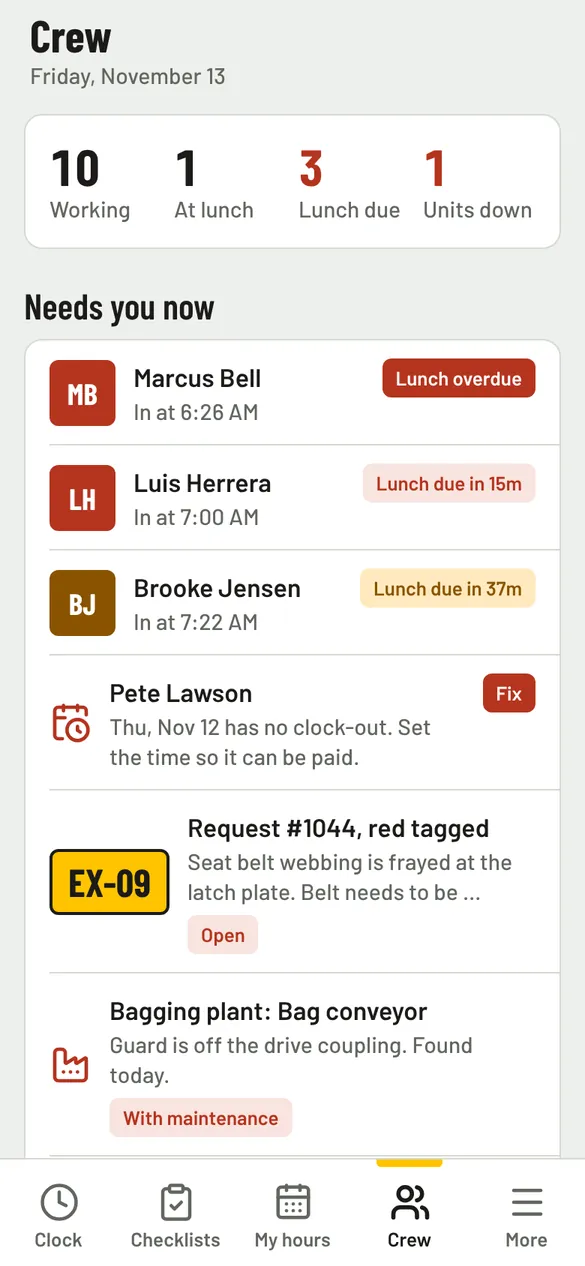 Crew
Friday, November 13
10
Working
1
At lunch
3
Lunch due
1
Units down
Needs you now
MB
Marcus Bell
In at 6:26 AM
Lunch overdue
LH
Luis Herrera
In at 7:00 AM
Lunch due in 15m
BJ
Brooke Jensen
In at 7:22 AM
Lunch due in 37m
Pete Lawson
Thu, Nov 12 has no clock-out. Set
the time so it can be paid.
Fix
EX-09
Request #1044, red tagged
Seat belt webbing is frayed at the
latch plate. Belt needs to be ...
Open
Bagging plant: Bag conveyor
Guard is off the drive coupling. Found
today.
With maintenance
Clock
Checklists
My hours
Crew
More